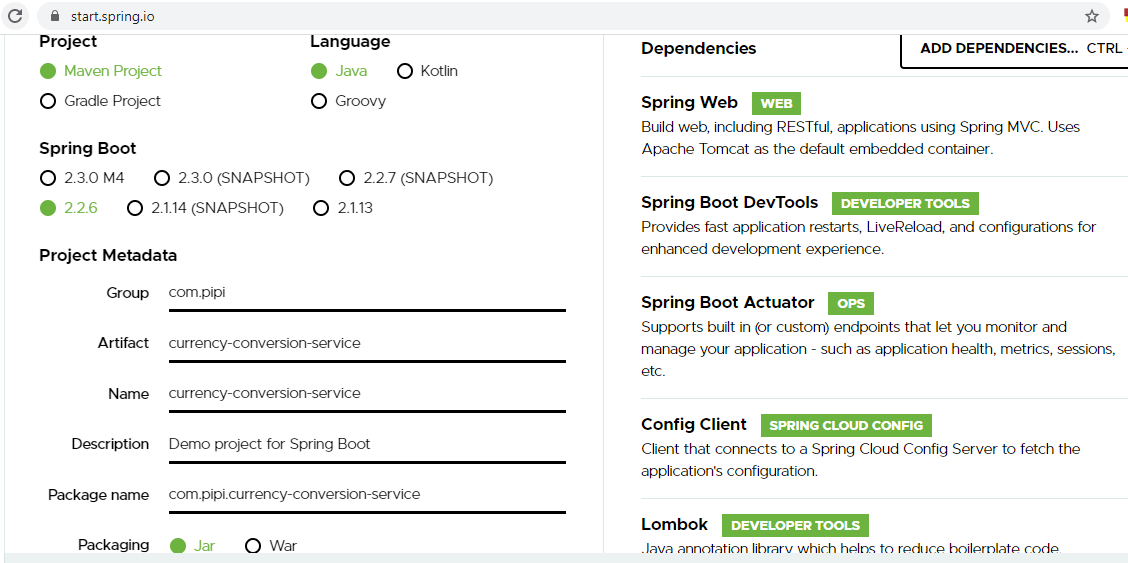 start.spring.io
Project
Language
Maven Project
Java
Kotlin
Gradle Project
Groovy
Spring Boot
2.3.0 M4
2.3.0 (SNAPSHOT)
2.2.7 (SNAPSHOT)
2.2.6
2.1.14 (SNAPSHOT)
2.1.13
Project Metadata
Group com.pipi
Artifact currency-conversion-service
Name currency-conversion-service
Description Demo project for Spring Boot
Package name com.pipi.currency-conversion-service
Packaging Jar War
Dependencies
ADD DEPENDENCIES... CTRL
Spring Web WEB
Build web, including RESTful, applications using Spring MVC. Uses
Apache Tomcat as the default embedded container.
Spring Boot DevTools DEVELOPER TOOLS
Provides fast application restarts, LiveReload, and configurations for
enhanced development experience.
Spring Boot Actuator OPS
Supports built in (or custom) endpoints that let you monitor and
manage your application - such as application health, metrics, sessions,
etc.
Config Client SPRING CLOUD CONFIG
Client that connects to a Spring Cloud Config Server to fetch the
application's configuration.
Lombok DEVELOPER TOOLS
Java annotation library which helps to reduce boilerplate code.